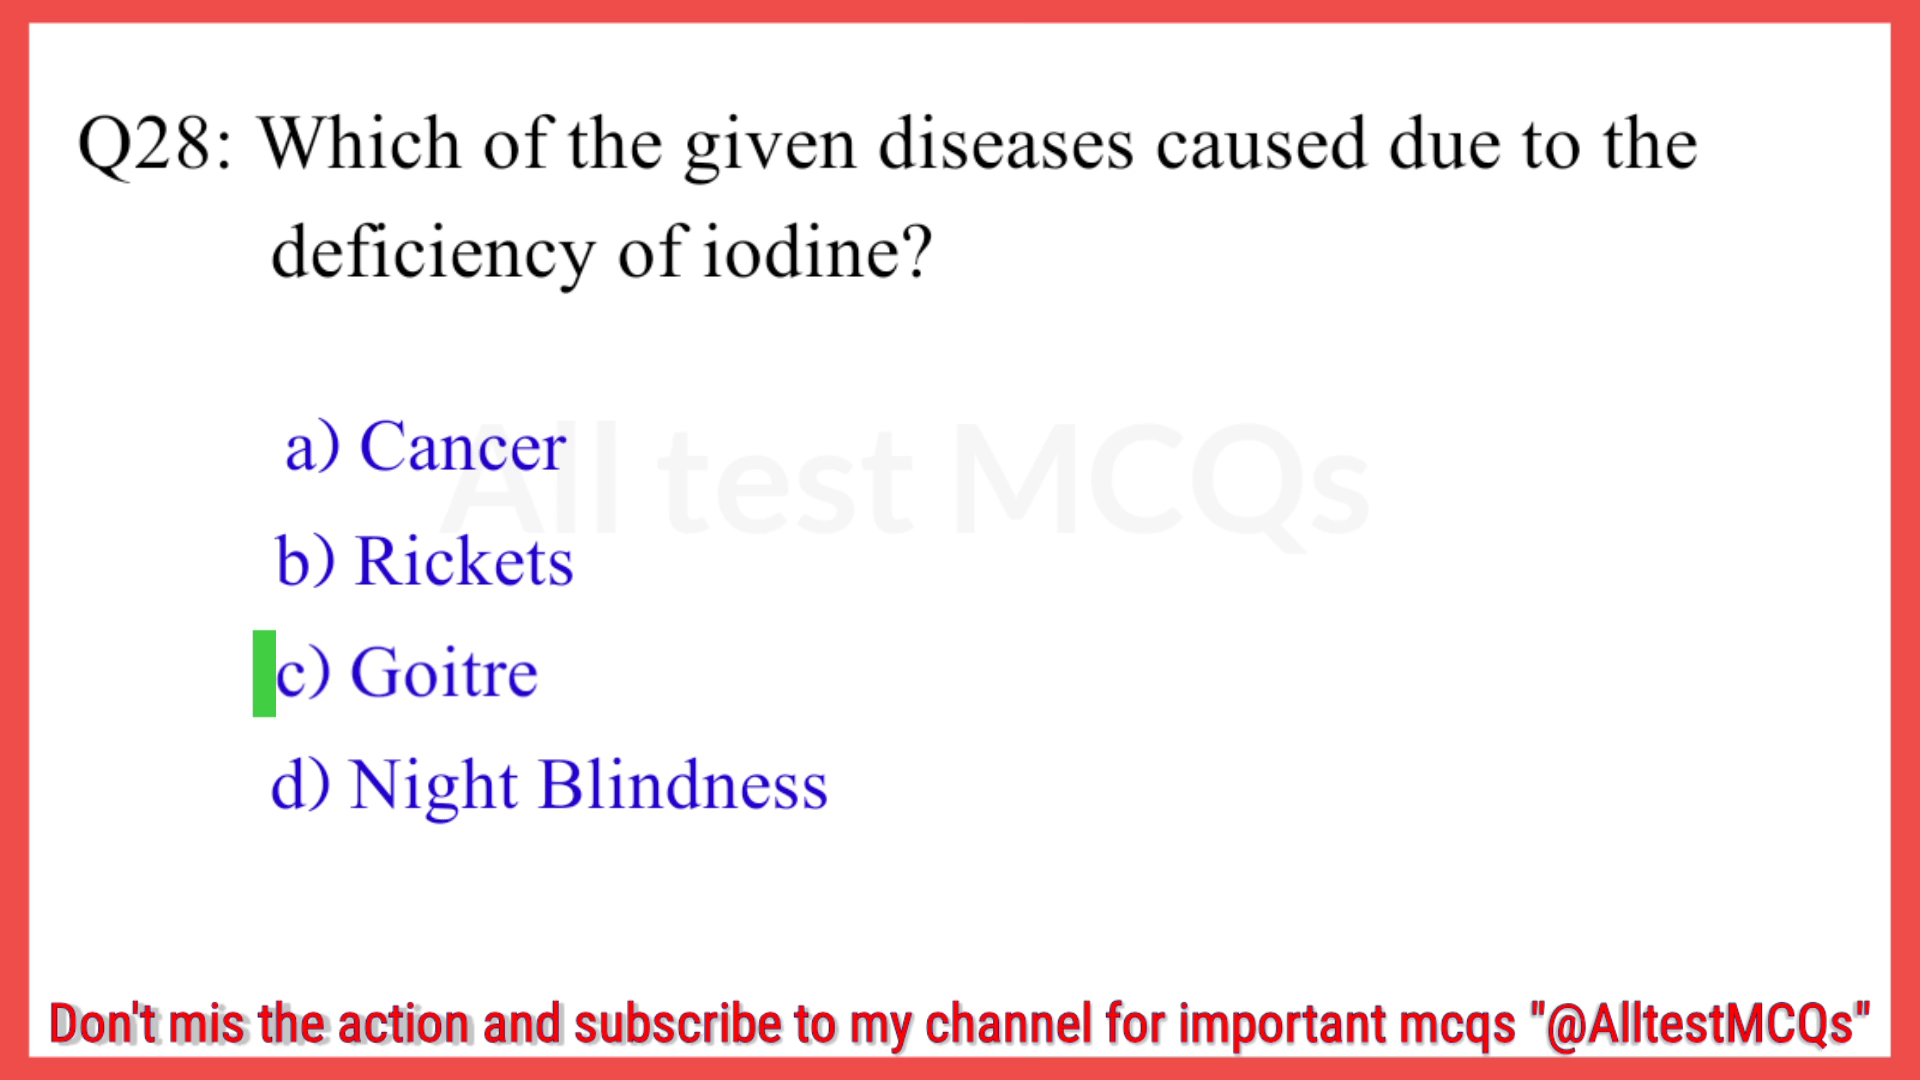 Q28: Which of the given diseases caused due to the
deficiency of iodine?
All test MCQs
a) Cancer
b) Rickets
c) Goitre
d) Night Blindness
Don't mis the action and subscribe to my channel for important mcqs "@AlltestMCQs"